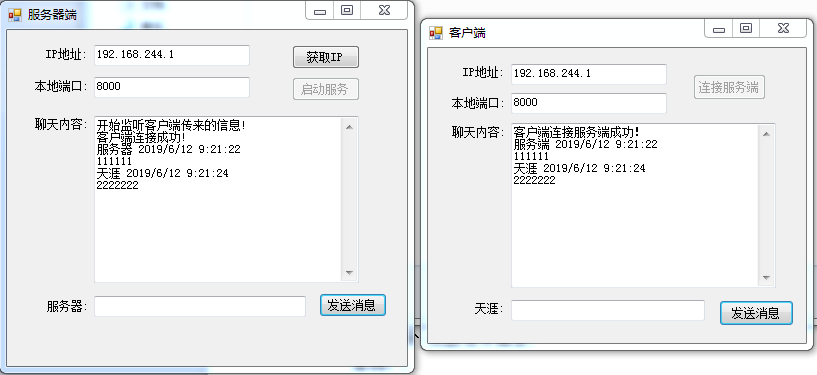 服务器端
IP地址:
192.168.244.1
获取IP
本地端口:
8000
启动服务
聊天内容:
开始监听客户端传来的信息!
客户端连接成功!
服务器 2019/6/12 9:21:22
111111
天涯 2019/6/12 9:21:24
2222222
服务器:
发送消息
客户端
IP地址:
192.168.244.1
连接服务端
本地端口:
8000
聊天内容:
客户端连接服务端成功!
服务端 2019/6/12 9:21:22
111111
天涯 2019/6/12 9:21:24
2222222
天涯:
发送消息